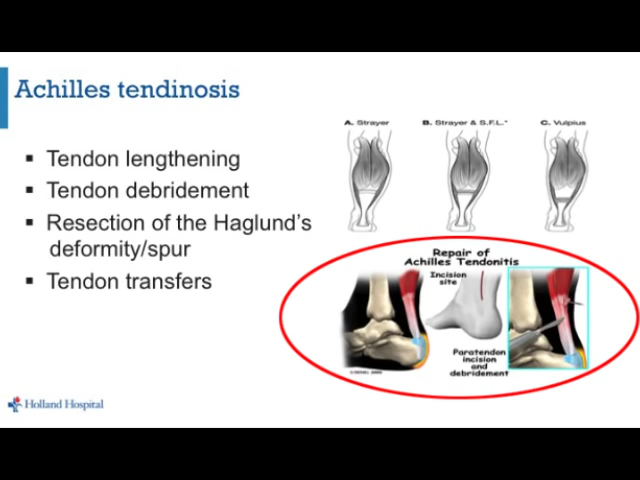 Achilles tendinosis
▪ Tendon lengthening
▪ Tendon debridement
▪ Resection of the Haglund's
deformity/spur
▪ Tendon transfers
A. Strayer
B. Strayer & S.F.L.*
C. Vulpius
Repair of
Achilles Tendonitis
Incision
site
Paratendon
incision
and
debridement
Holland Hospital